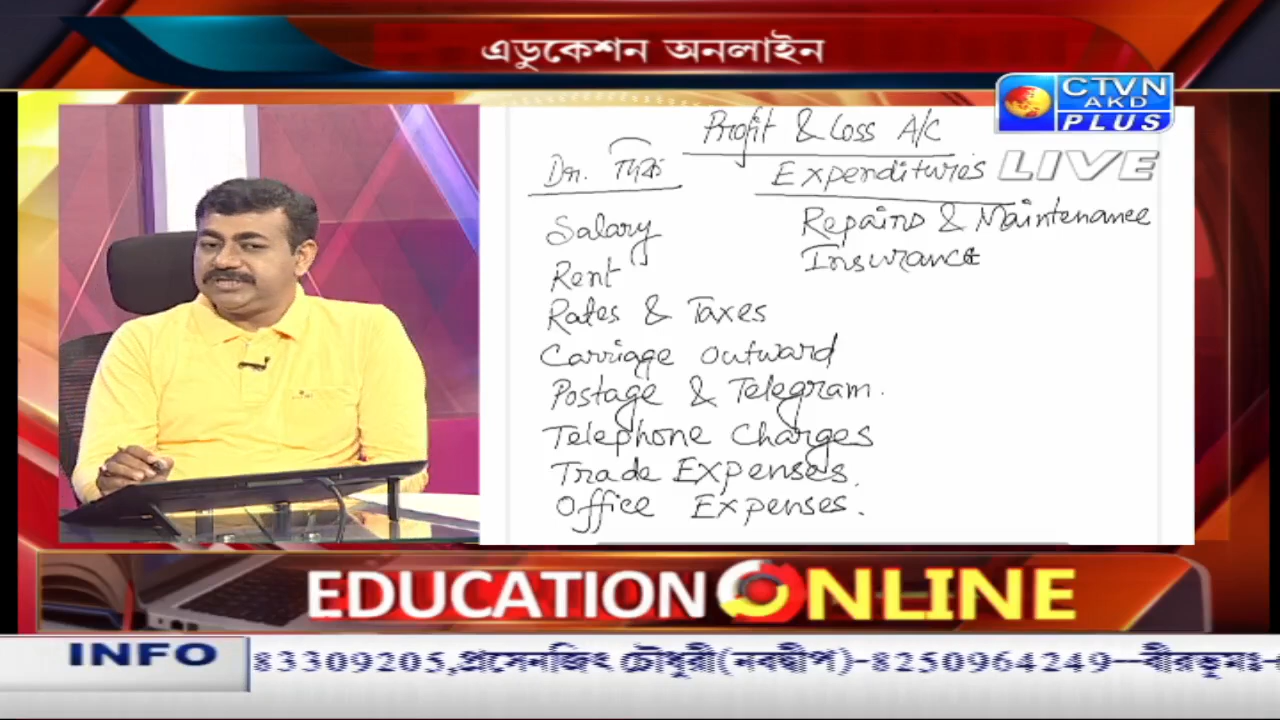 এডুকেশন অনলাইন
CTVN
AKD
PLUS
LIVE
Profit & Loss A/C
Dr. দিক
Expenditures
Salary
Repairs & Maintenance
Rent
Insurance
Rates & Taxes
Carriage Outward
Postage & Telegram.
Telephone Charges
Trade Expenses.
Office Expenses.
EDUCATION ONLINE
INFO
83309205,প্রসেনজিৎ চৌধুরী(নবদ্বীপ)-8250964249--বীরভূমঃ-